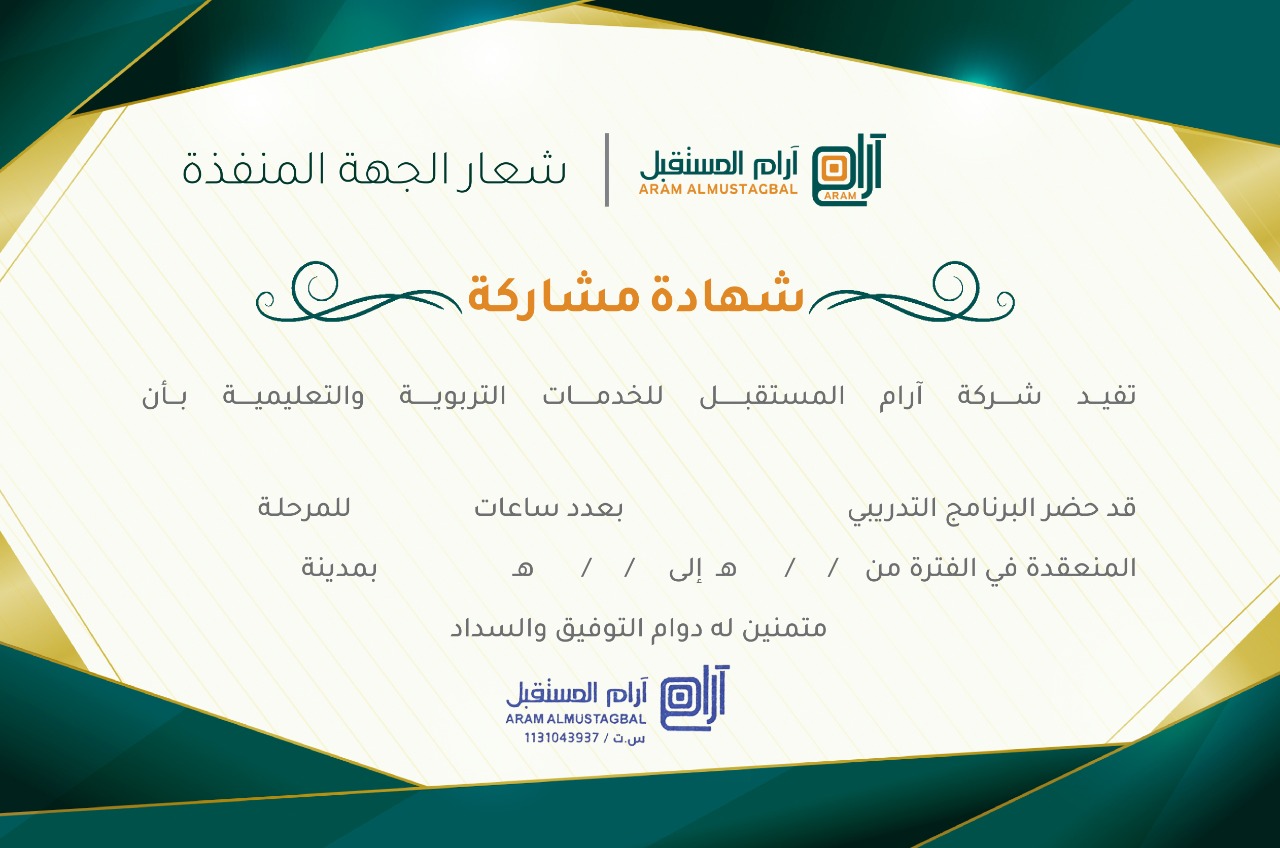 آرام المستقبل
ARAM ALMUSTAGBAL
آرام
ARAM
شعار الجهة المنفذة
شهادة مشاركة
تفيد شركة آرام المستقبل للخدمات التربوية والتعليمية بأن
قد حضر البرنامج التدريبي بعدد ساعات للمرحلة
المنعقدة في الفترة من / / هـ إلى / / هـ بمدينة
متمنين له دوام التوفيق والسداد
آرام
آرام المستقبل
ARAM ALMUSTAGBAL
س.ت / 1131043937